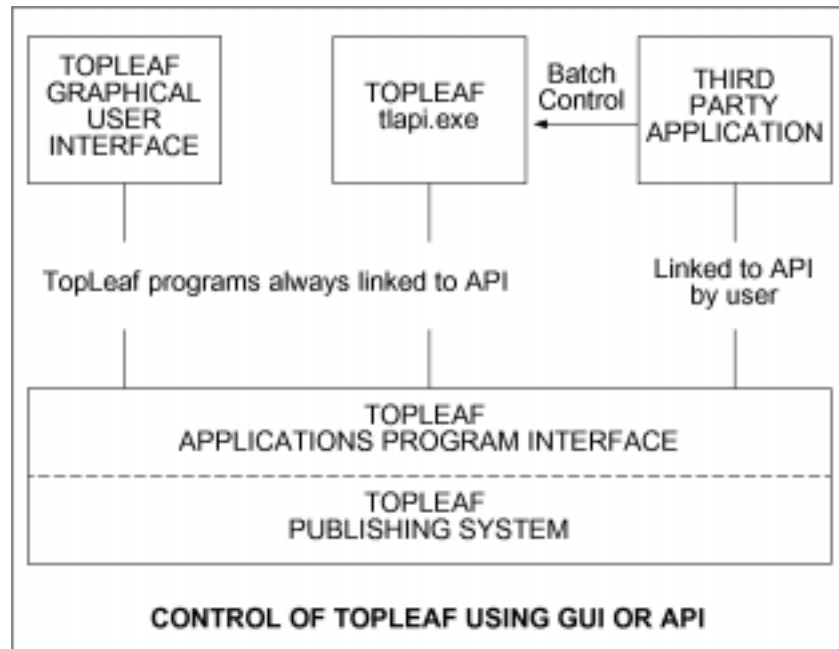 TOPLEAF
GRAPHICAL
USER
INTERFACE
TOPLEAF
tlapi.exe
Batch
Control
THIRD
PARTY
APPLICATION
TopLeaf programs always linked to API
Linked to API
by user
TOPLEAF
APPLICATIONS PROGRAM INTERFACE
TOPLEAF
PUBLISHING SYSTEM
CONTROL OF TOPLEAF USING GUI OR API